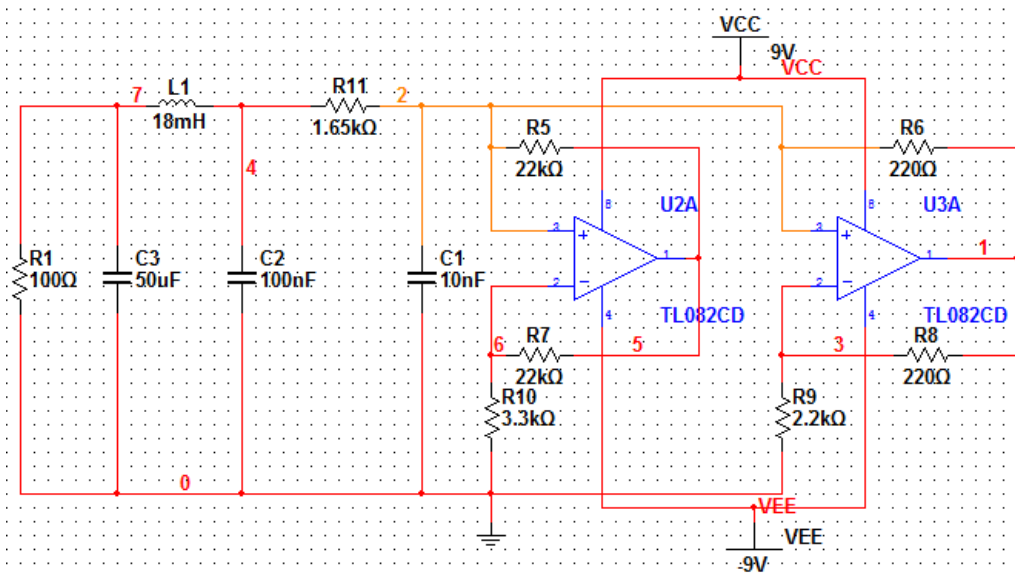 VCC
9V
VCC
7
L1
18mH
R11
1.65kΩ
2
4
R5
22kΩ
R6
220Ω
R1
100Ω
C3
50uF
C2
100nF
C1
10nF
U2A
8
3
1
2
4
TL082CD
U3A
8
3
1
2
4
1
TL082CD
6
R7
22kΩ
5
3
R8
220Ω
R10
3.3kΩ
R9
2.2kΩ
0
VEE
VEE
-9V